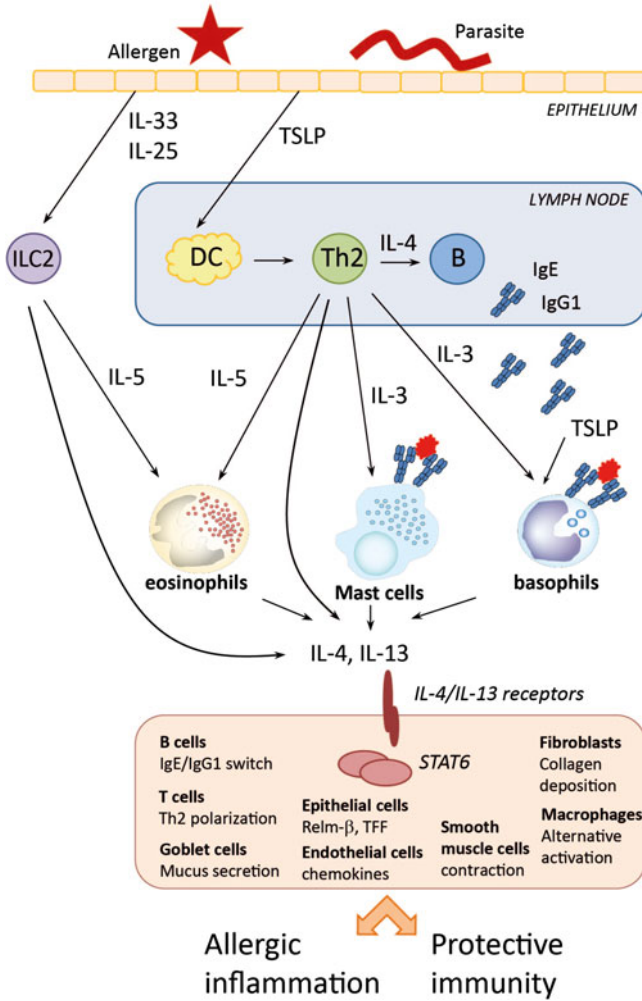 Allergen
Parasite
EPITHELIUM
IL-33
IL-25
TSLP
LYMPH NODE
ILC2
DC
Th2
IL-4
B
IgE
IgG1
IL-5
IL-5
IL-3
IL-3
TSLP
eosinophils
Mast cells
basophils
IL-4, IL-13
IL-4/IL-13 receptors
STAT6
B cells
IgE/IgG1 switch
T cells
Th2 polarization
Goblet cells
Mucus secretion
Epithelial cells
Relm-β, TFF
Endothelial cells
chemokines
Smooth
muscle cells
contraction
Fibroblasts
Collagen
deposition
Macrophages
Alternative
activation
Allergic
inflammation
Protective
immunity